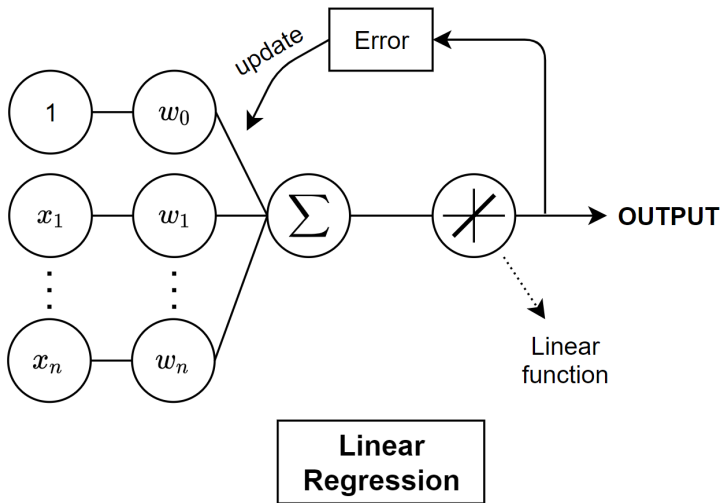 update
Error
1
w₀
x₁
w₁
∑
OUTPUT
⋮
⋮
xₙ
wₙ
Linear
function
Linear
Regression